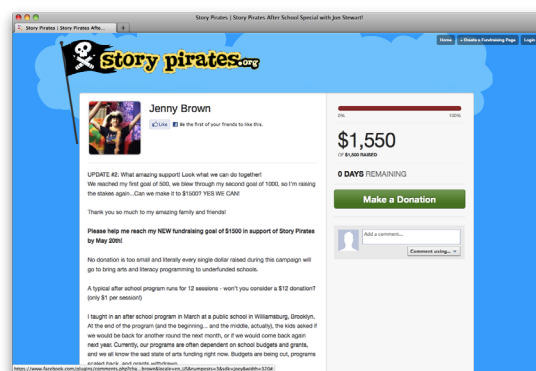 Story Pirates | Story Pirates After School Special with Jon Stewart!
Story Pirates | Story Pirates Afte...
Home
+ Create a Fundraising Page
Login
story pirates.org
Jenny Brown
Like
Be the first of your friends to like this.
0%
100%
$1,550
OF $1,500 RAISED
0 DAYS REMAINING
Make a Donation
Add a comment...
Comment using...
UPDATE #2: What amazing support! Look what we can do together!
We reached my first goal of 500, we blew through my second goal of 1000, so I'm raising
the stakes again...Can we make it to $1500? YES WE CAN!
Thank you so much to my amazing family and friends!
Please help me reach my NEW fundraising goal of $1500 in support of Story Pirates
by May 20th!
No donation is too small and literally every single dollar raised during this campaign will
go to bring arts and literacy programming to underfunded schools.
A typical after school program runs for 12 sessions - won't you consider a $12 donation?
(only $1 per session!)
I taught in an after school program in March at a public school in Williamsburg, Brooklyn.
At the end of the program (and the beginning... and the middle, actually), the kids asked if
we would be back for another round the next month, or if we would come back again
next year. Currently, our programs are often dependent on school budgets and grants,
and we all know the sad state of arts funding right now. Budgets are being cut, programs
scaled back, and grants withdrawn.